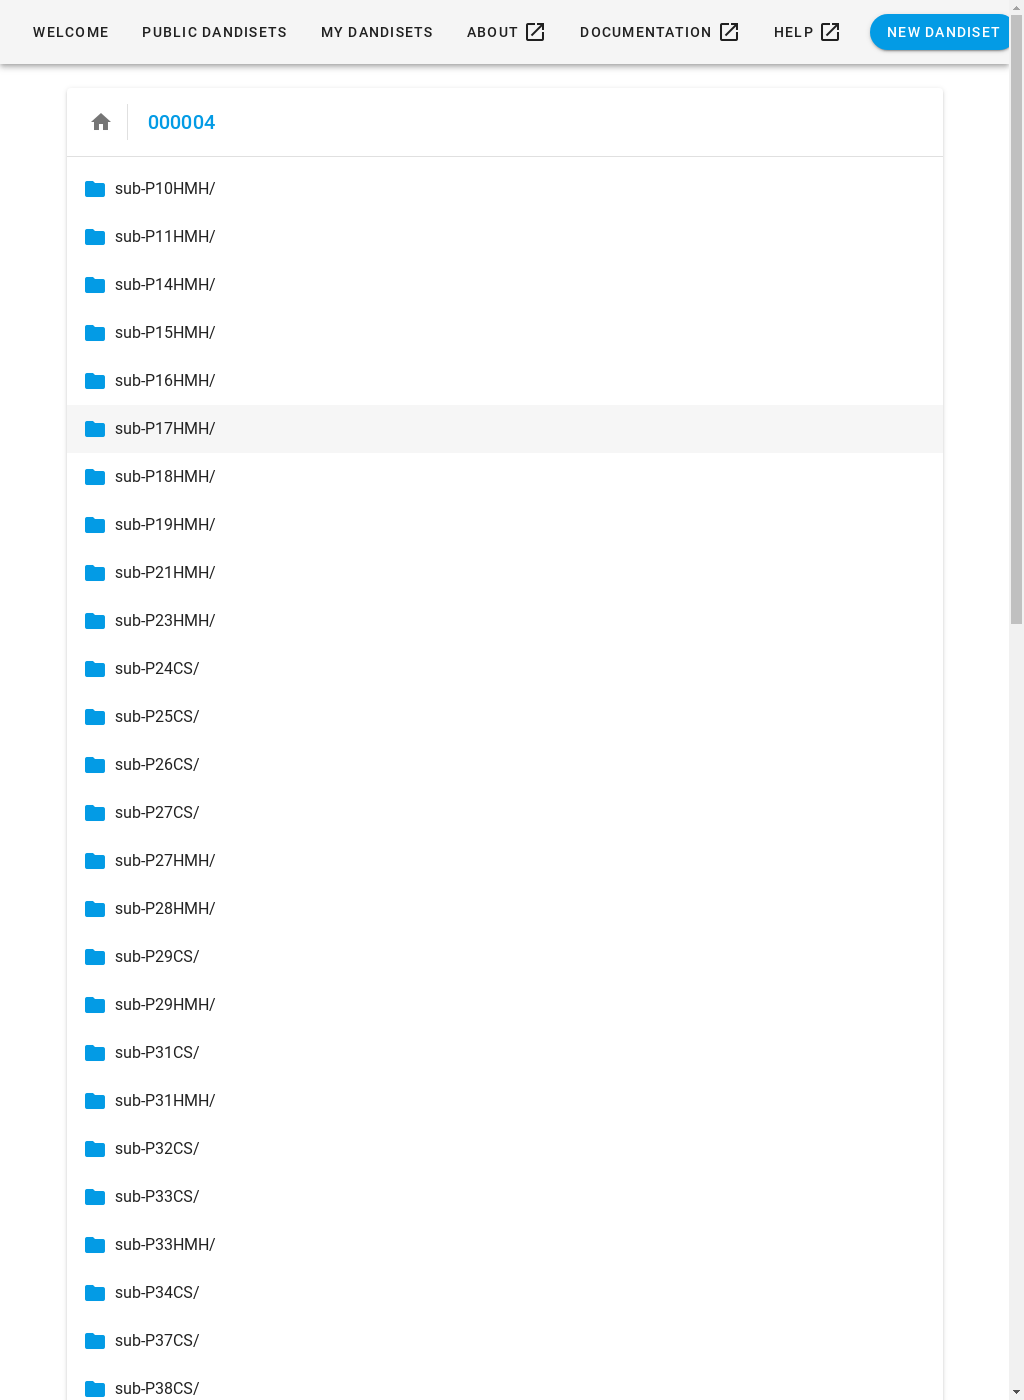 WELCOME PUBLIC DANDISETS MY DANDISETS ABOUT DOCUMENTATION HELP NEW DANDISET
000004
sub-P10HMH/
sub-P11HMH/
sub-P14HMH/
sub-P15HMH/
sub-P16HMH/
sub-P17HMH/
sub-P18HMH/
sub-P19HMH/
sub-P21HMH/
sub-P23HMH/
sub-P24CS/
sub-P25CS/
sub-P26CS/
sub-P27CS/
sub-P27HMH/
sub-P28HMH/
sub-P29CS/
sub-P29HMH/
sub-P31CS/
sub-P31HMH/
sub-P32CS/
sub-P33CS/
sub-P33HMH/
sub-P34CS/
sub-P37CS/
sub-P38CS/